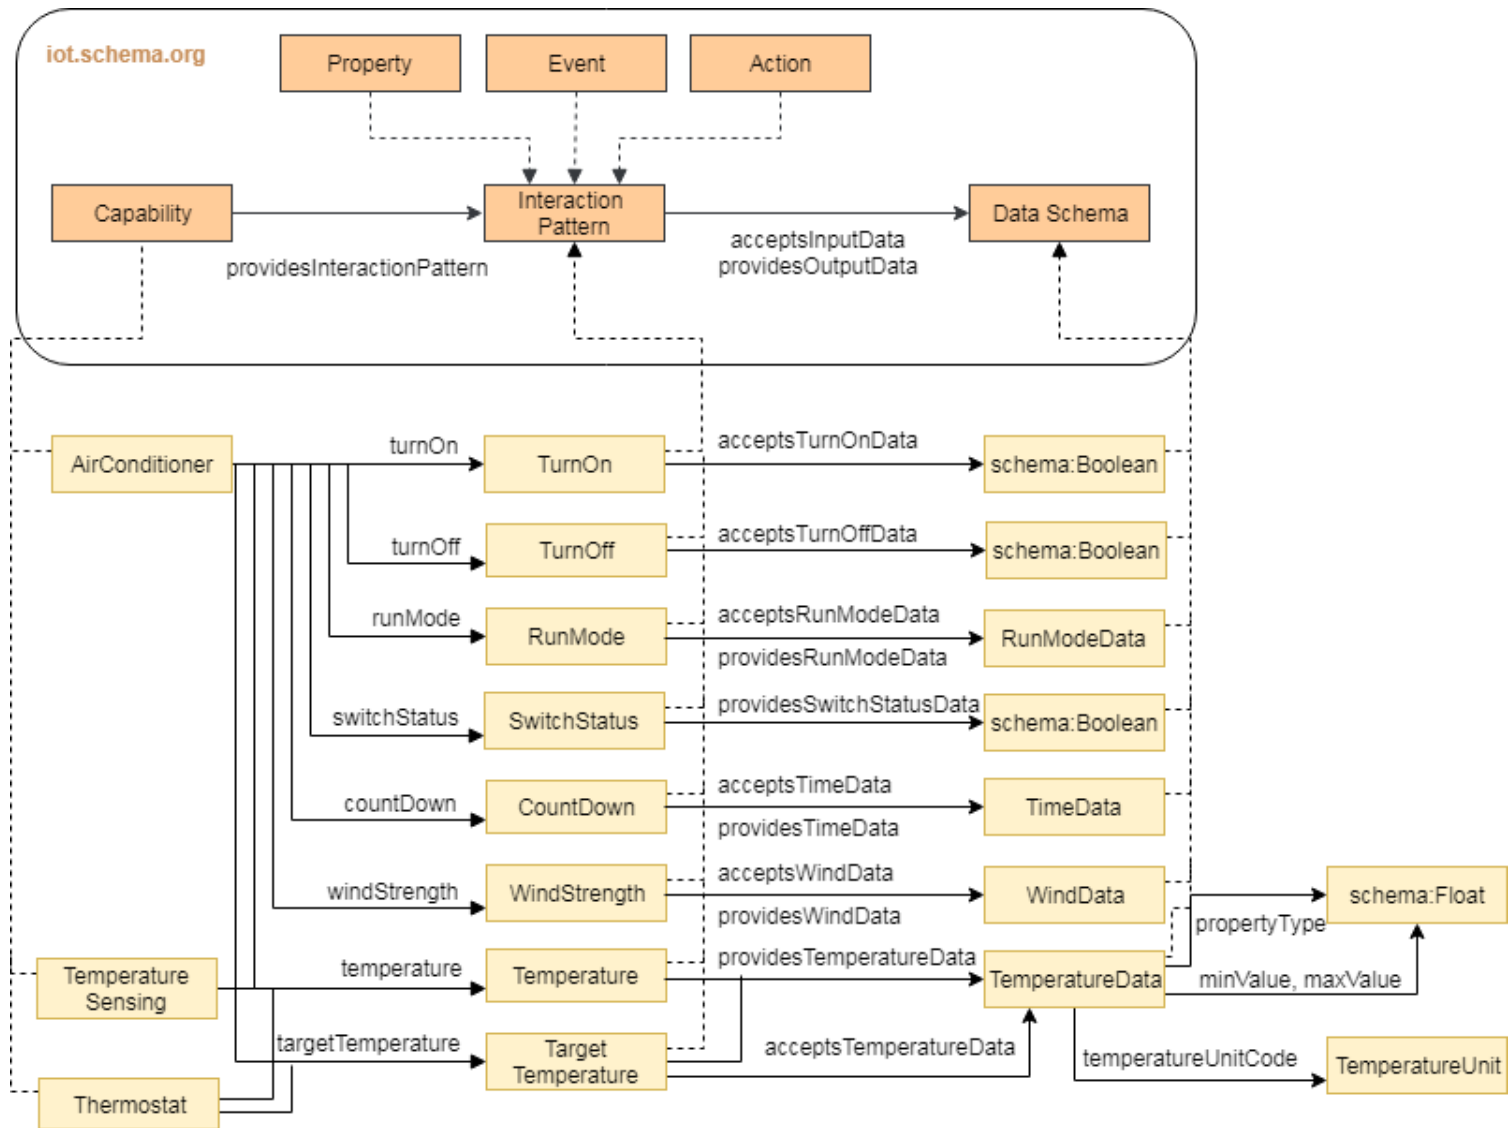 iot.schema.org
Property
Event
Action
Capability
Interaction
Pattern
Data Schema
providesInteractionPattern
acceptsInputData
providesOutputData
AirConditioner
turnOn
TurnOn
acceptsTurnOnData
schema:Boolean
turnOff
TurnOff
acceptsTurnOffData
schema:Boolean
runMode
RunMode
acceptsRunModeData
providesRunModeData
RunModeData
switchStatus
SwitchStatus
providesSwitchStatusData
schema:Boolean
countDown
CountDown
acceptsTimeData
providesTimeData
TimeData
windStrength
WindStrength
acceptsWindData
providesWindData
WindData
schema:Float
propertyType
Temperature
Sensing
temperature
Temperature
providesTemperatureData
TemperatureData
minValue, maxValue
targetTemperature
Target
Temperature
acceptsTemperatureData
temperatureUnitCode
TemperatureUnit
Thermostat